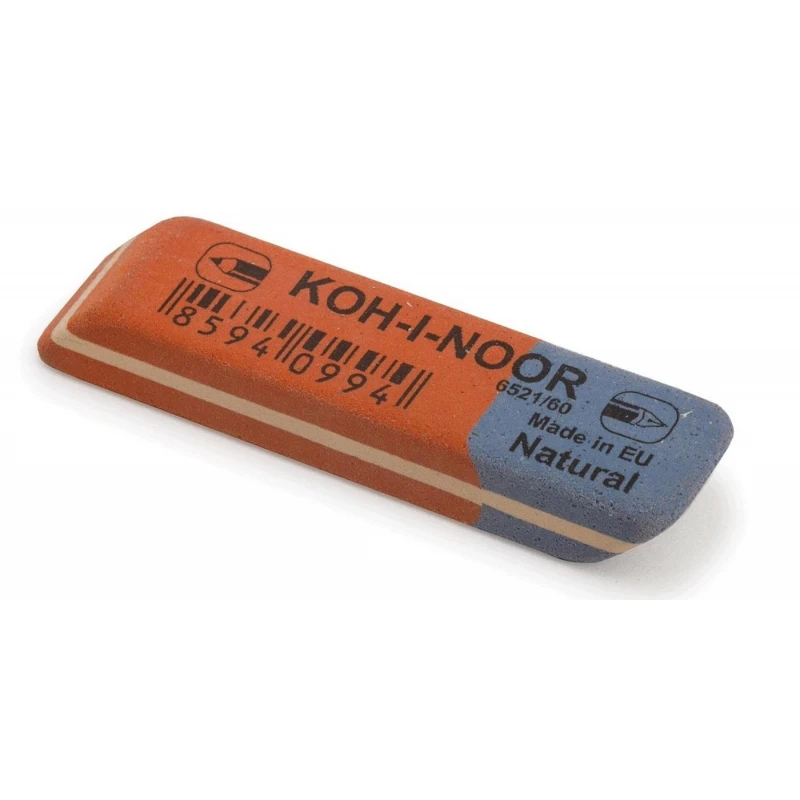 KOH-I-NOOR
8594 0994
6521/60
Made in EU
Natural